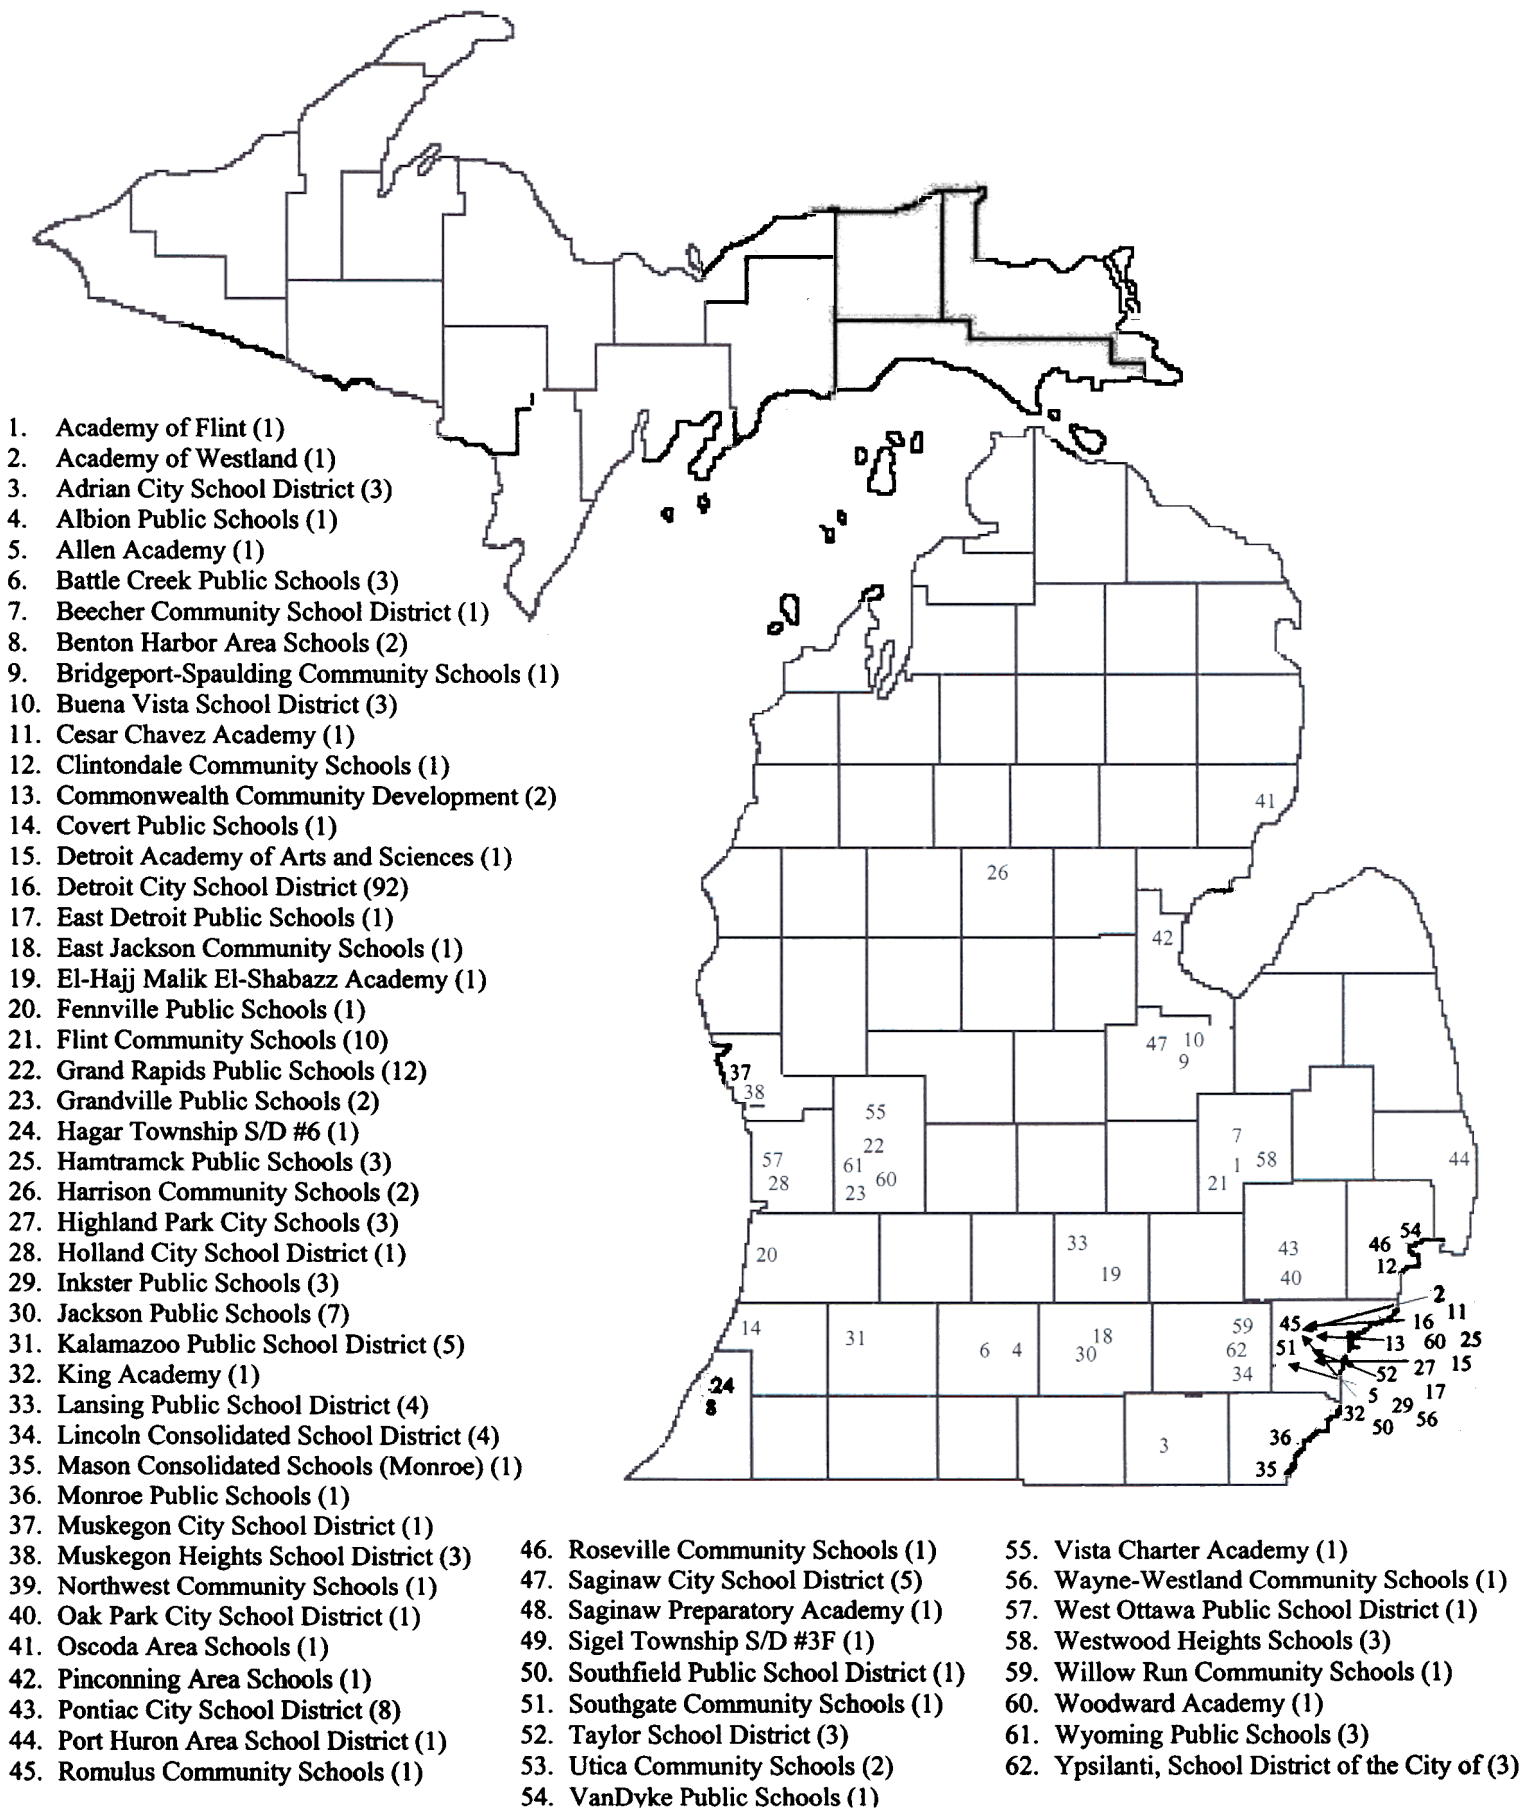 1. Academy of Flint (1)
2. Academy of Westland (1)
3. Adrian City School District (3)
4. Albion Public Schools (1)
5. Allen Academy (1)
6. Battle Creek Public Schools (3)
7. Beecher Community School District (1)
8. Benton Harbor Area Schools (2)
9. Bridgeport-Spaulding Community Schools (1)
10. Buena Vista School District (3)
11. Cesar Chavez Academy (1)
12. Clintondale Community Schools (1)
13. Commonwealth Community Development (2)
14. Covert Public Schools (1)
15. Detroit Academy of Arts and Sciences (1)
16. Detroit City School District (92)
17. East Detroit Public Schools (1)
18. East Jackson Community Schools (1)
19. El-Hajj Malik El-Shabazz Academy (1)
20. Fennville Public Schools (1)
21. Flint Community Schools (10)
22. Grand Rapids Public Schools (12)
23. Grandville Public Schools (2)
24. Hagar Township S/D #6 (1)
25. Hamtramck Public Schools (3)
26. Harrison Community Schools (2)
27. Highland Park City Schools (3)
28. Holland City School District (1)
29. Inkster Public Schools (3)
30. Jackson Public Schools (7)
31. Kalamazoo Public School District (5)
32. King Academy (1)
33. Lansing Public School District (4)
34. Lincoln Consolidated School District (4)
35. Mason Consolidated Schools (Monroe) (1)
36. Monroe Public Schools (1)
37. Muskegon City School District (1)
38. Muskegon Heights School District (3)
39. Northwest Community Schools (1)
40. Oak Park City School District (1)
41. Oscoda Area Schools (1)
42. Pinconning Area Schools (1)
43. Pontiac City School District (8)
44. Port Huron Area School District (1)
45. Romulus Community Schools (1)
46. Roseville Community Schools (1)
47. Saginaw City School District (5)
48. Saginaw Preparatory Academy (1)
49. Sigel Township S/D #3F (1)
50. Southfield Public School District (1)
51. Southgate Community Schools (1)
52. Taylor School District (3)
53. Utica Community Schools (2)
54. VanDyke Public Schools (1)
55. Vista Charter Academy (1)
56. Wayne-Westland Community Schools (1)
57. West Ottawa Public School District (1)
58. Westwood Heights Schools (3)
59. Willow Run Community Schools (1)
60. Woodward Academy (1)
61. Wyoming Public Schools (3)
62. Ypsilanti, School District of the City of (3)
41
26
42
47 10
9
37
38
55
22
61
23 60
57
28
7
1 58
21
44
20
33
19
43
40
54
46
12
14
31
6 4
18
30
59
62
34
45
51
2
16 11
13 60 25
27 15
52
5 17
32 29
50 56
24
8
3
36
35